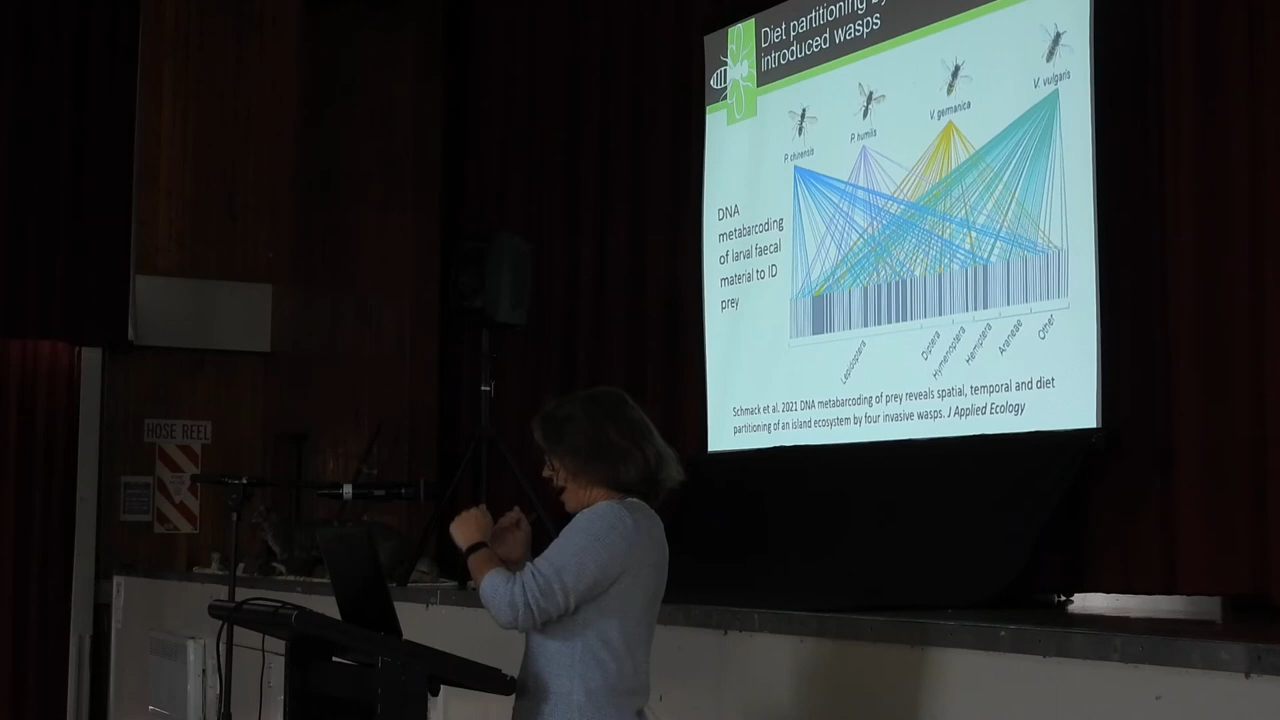 Diet partitioning by
introduced wasps
V. vulgaris
V. germanica
P. humilis
P. chinensis
DNA
metabarcoding
of larval faecal
material to ID
prey
Lepidoptera
Diptera
Hymenoptera
Hemiptera
Araneae
Other
Schmack et al. 2021 DNA metabarcoding of prey reveals spatial, temporal and diet
partitioning of an island ecosystem by four invasive wasps. J Applied Ecology
HOSE REEL